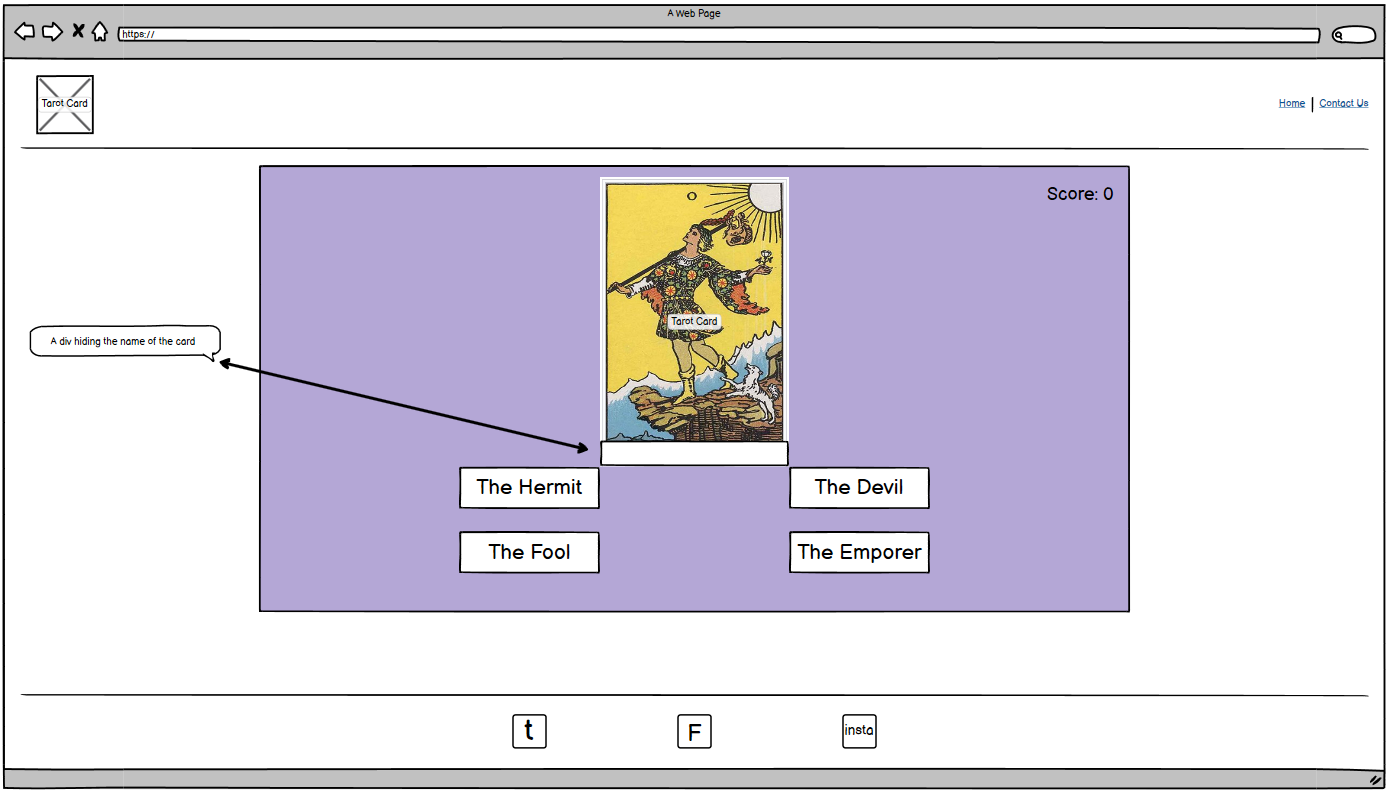 A Web Page
https://
Tarot Card
Home | Contact Us
Score: 0
Tarot Card
A div hiding the name of the card
The Hermit
The Devil
The Fool
The Emporer
t
F
insta